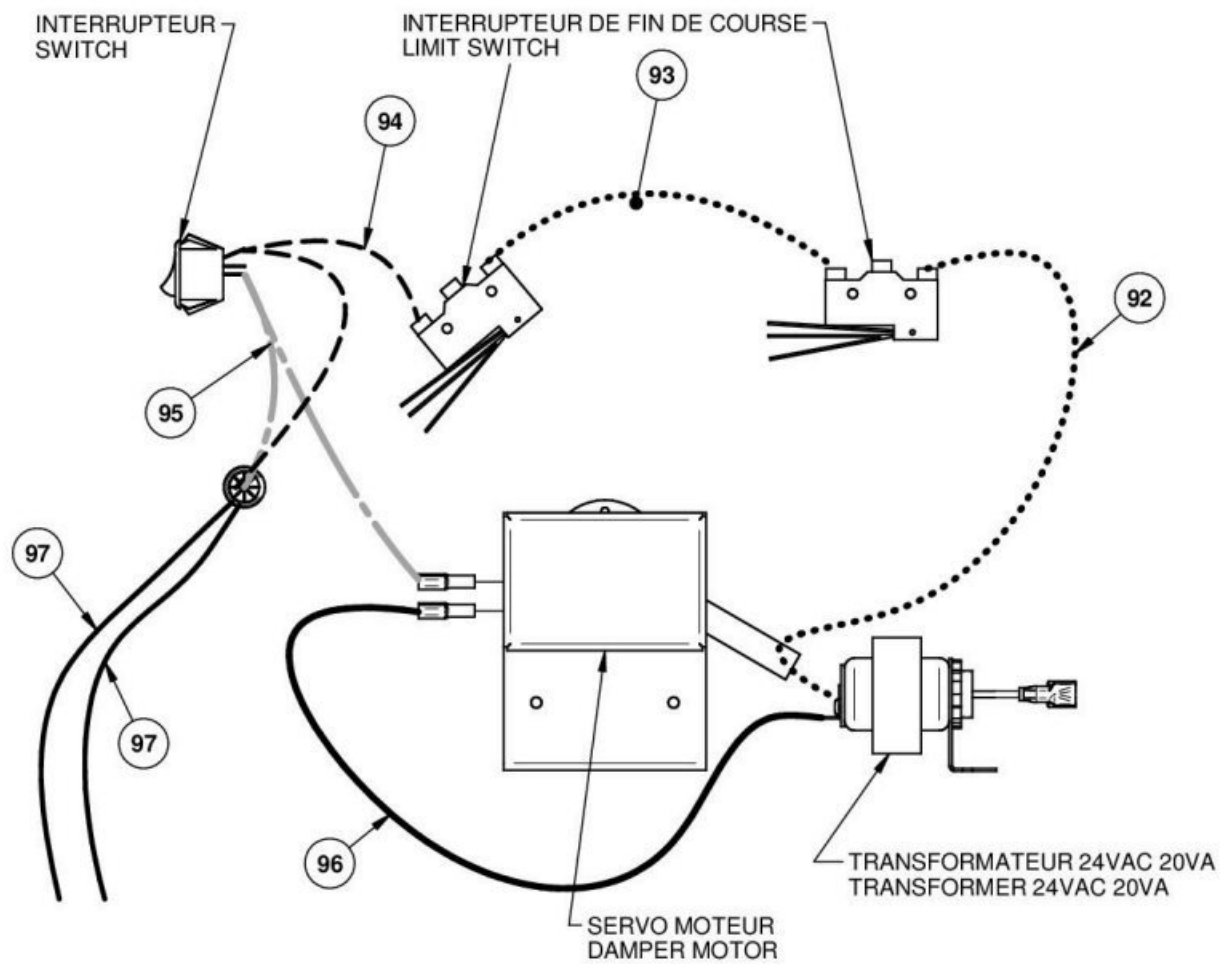 INTERRUPTEUR
SWITCH
INTERRUPTEUR DE FIN DE COURSE
LIMIT SWITCH
93
94
92
95
97
97
96
TRANSFORMATEUR 24VAC 20VA
TRANSFORMER 24VAC 20VA
SERVO MOTEUR
DAMPER MOTOR